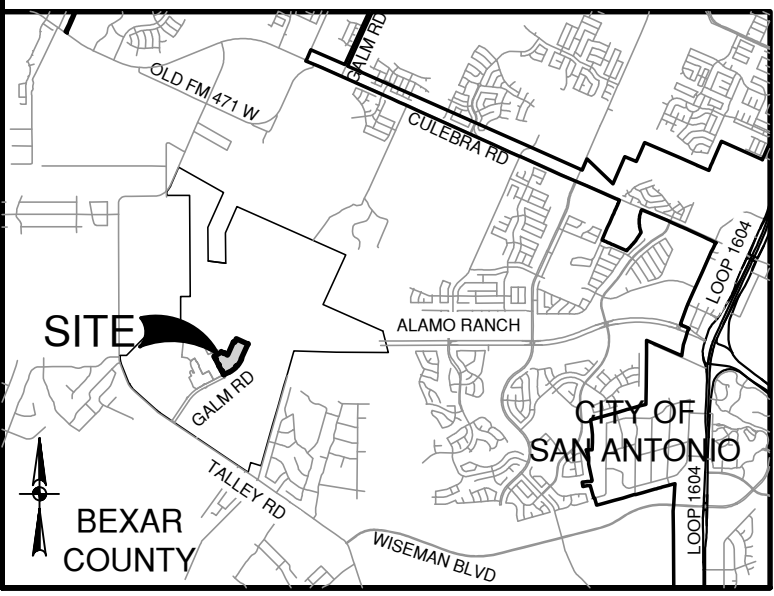 GALM RD
OLD FM 471 W
CULEBRA RD
LOOP 1604
SITE
ALAMO RANCH
GALM RD
CITY OF
SAN ANTONIO
TALLEY RD
LOOP 1604
BEXAR
COUNTY
WISEMAN BLVD